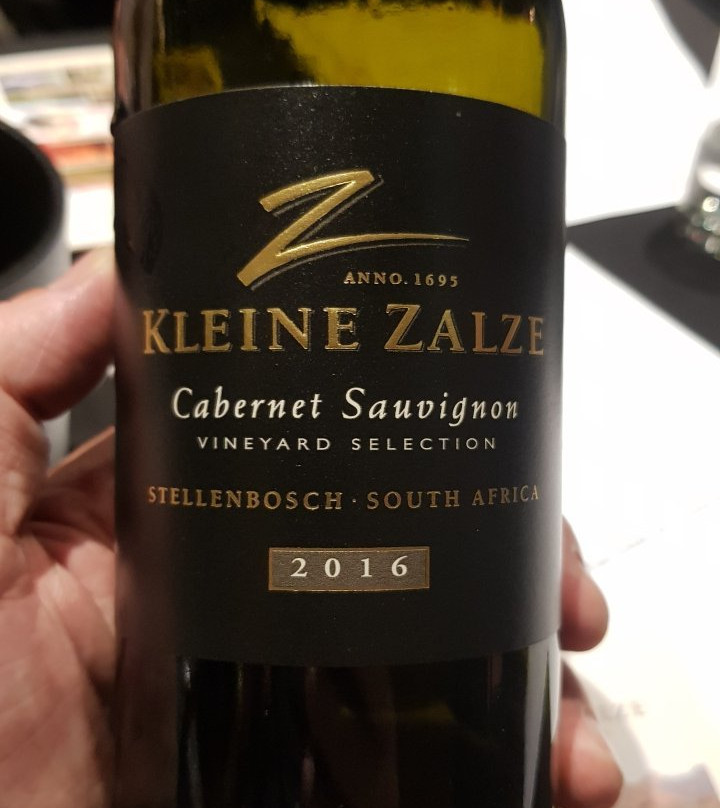 Z
ANNO. 1695
KLEINE ZALZE
Cabernet Sauvignon
VINEYARD SELECTION
STELLENBOSCH · SOUTH AFRICA
2016